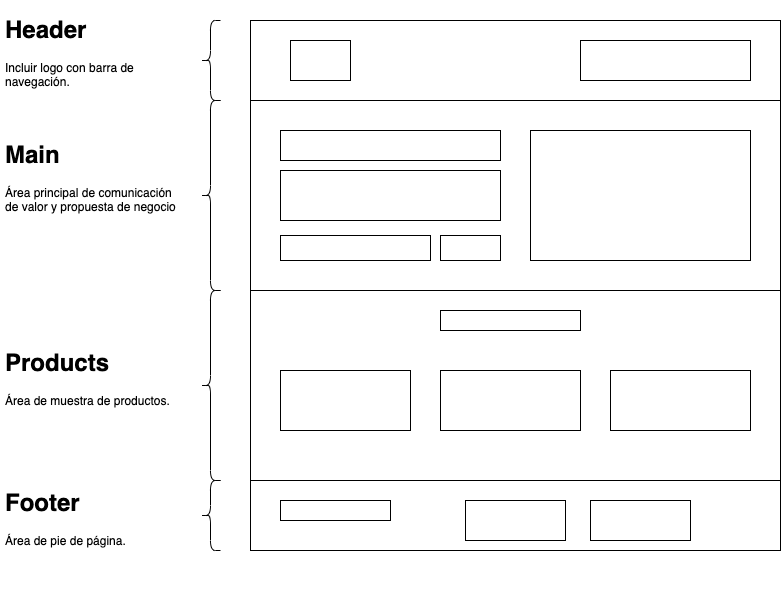 Header
Incluir logo con barra de
navegación.
Main
Área principal de comunicación
de valor y propuesta de negocio
Products
Área de muestra de productos.
Footer
Área de pie de página.